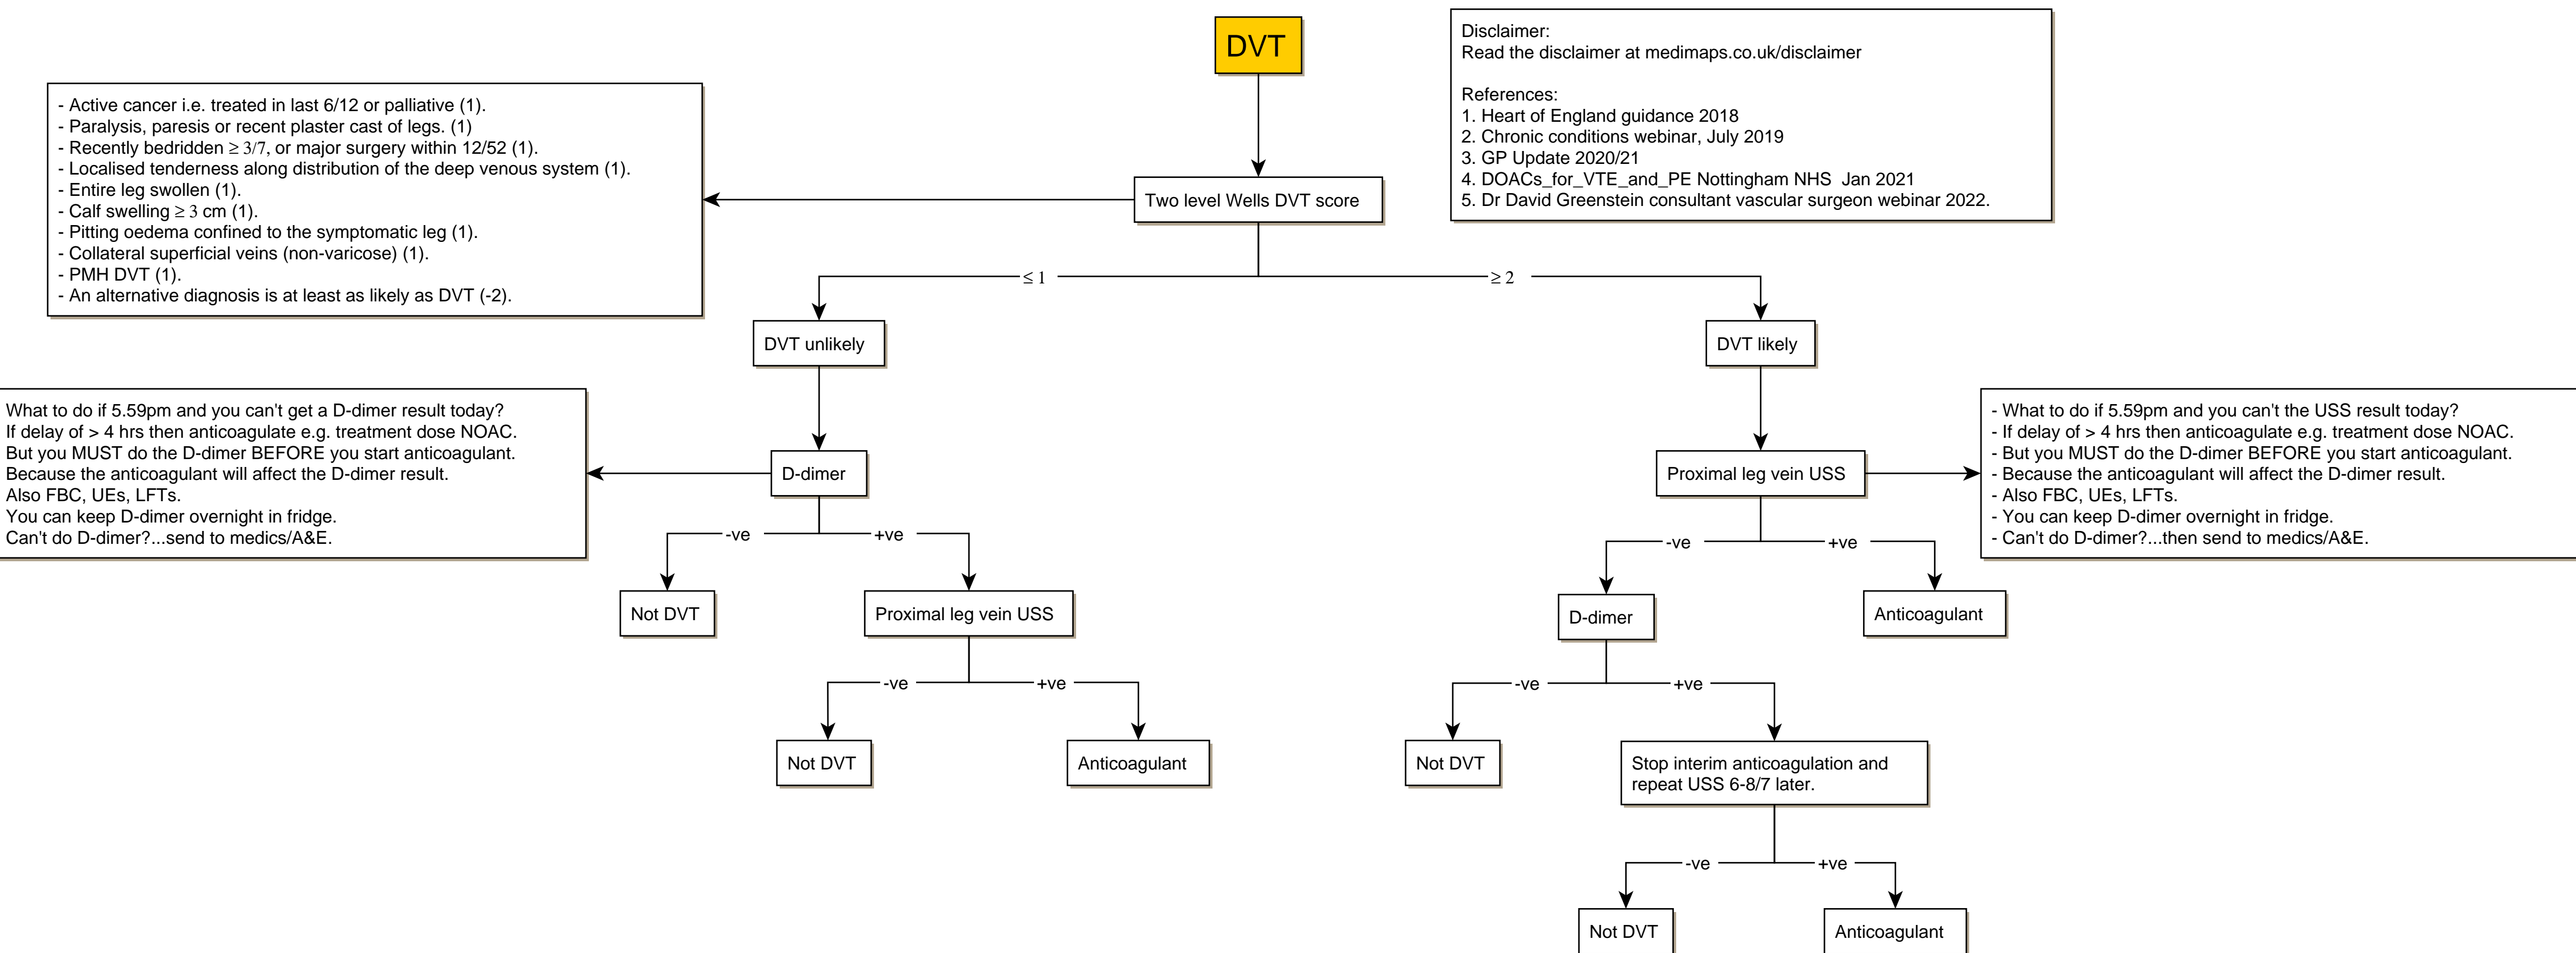 DVT
Disclaimer:
Read the disclaimer at medimaps.co.uk/disclaimer
References:
1. Heart of England guidance 2018
2. Chronic conditions webinar, July 2019
3. GP Update 2020/21
4. DOACs_for_VTE_and_PE Nottingham NHS  Jan 2021
5. Dr David Greenstein consultant vascular surgeon webinar 2022.
- Active cancer i.e. treated in last 6/12 or palliative (1).
- Paralysis, paresis or recent plaster cast of legs. (1)
- Recently bedridden ≥ 3/7, or major surgery within 12/52 (1).
- Localised tenderness along distribution of the deep venous system (1).
- Entire leg swollen (1).
- Calf swelling ≥ 3 cm (1).
- Pitting oedema confined to the symptomatic leg (1).
- Collateral superficial veins (non-varicose) (1).
- PMH DVT (1).
- An alternative diagnosis is at least as likely as DVT (-2).
Two level Wells DVT score
≤ 1
≥ 2
DVT unlikely
DVT likely
What to do if 5.59pm and you can't get a D-dimer result today?
If delay of > 4 hrs then anticoagulate e.g. treatment dose NOAC.
But you MUST do the D-dimer BEFORE you start anticoagulant.
Because the anticoagulant will affect the D-dimer result.
Also FBC, UEs, LFTs.
You can keep D-dimer overnight in fridge.
Can't do D-dimer?...send to medics/A&E.
D-dimer
Proximal leg vein USS
- What to do if 5.59pm and you can't the USS result today?
- If delay of > 4 hrs then anticoagulate e.g. treatment dose NOAC.
- But you MUST do the D-dimer BEFORE you start anticoagulant.
- Because the anticoagulant will affect the D-dimer result.
- Also FBC, UEs, LFTs.
- You can keep D-dimer overnight in fridge.
- Can't do D-dimer?...then send to medics/A&E.
-ve
+ve
-ve
+ve
Not DVT
Proximal leg vein USS
D-dimer
Anticoagulant
-ve
+ve
-ve
+ve
Not DVT
Anticoagulant
Not DVT
Stop interim anticoagulation and
repeat USS 6-8/7 later.
-ve
+ve
Not DVT
Anticoagulant